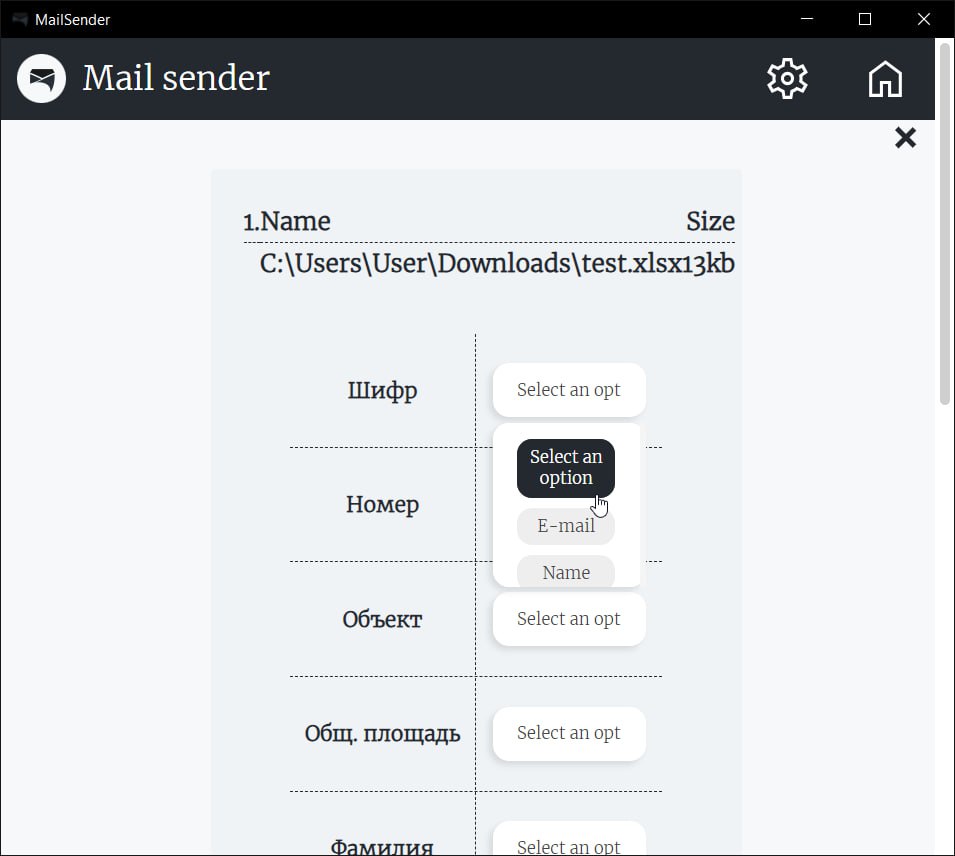 MailSender
Mail sender
1.Name Size
C:\Users\User\Downloads\test.xlsx13kb
Шифр Select an opt
Select an
option
Номер
E-mail
Name
Объект Select an opt
Общ. площадь Select an opt
Фамилия Select an opt